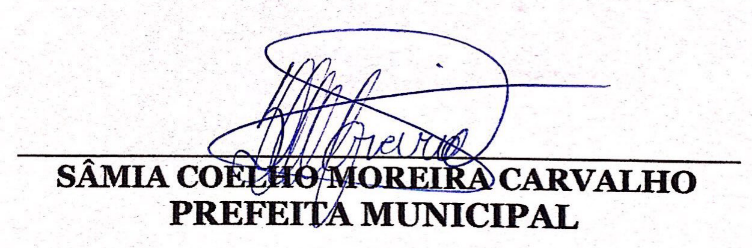 SÂMIA COELHO MOREIRA CARVALHO
PREFEITA MUNICIPAL